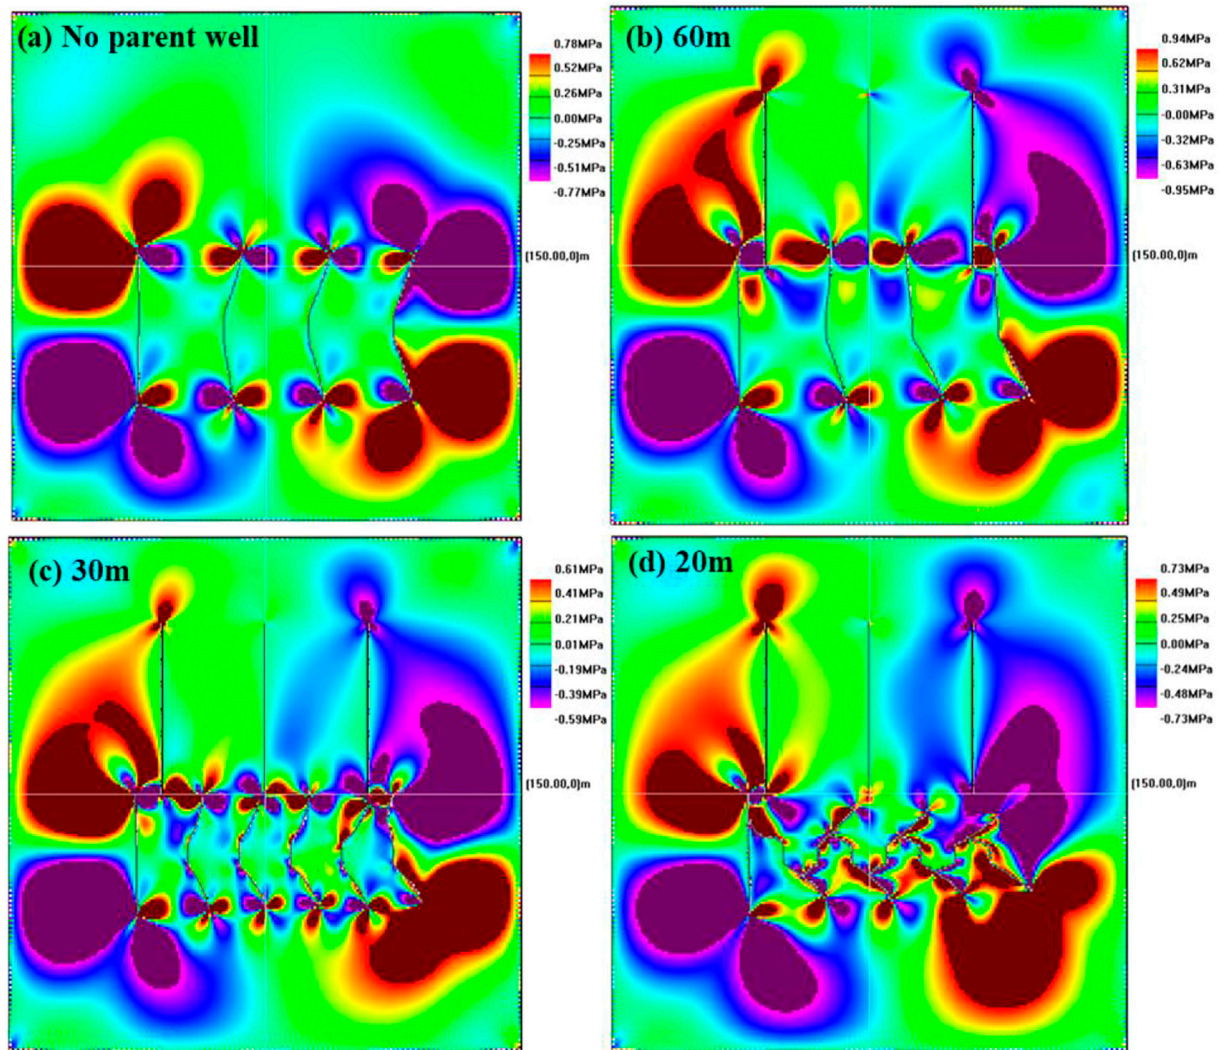 (a) No parent well
0.78MPa
0.52MPa
0.26MPa
0.00MPa
-0.25MPa
-0.51MPa
-0.77MPa
[150.00,0]m
(b) 60m
0.94MPa
0.62MPa
0.31MPa
-0.00MPa
-0.32MPa
-0.63MPa
-0.95MPa
[150.00,0]m
(c) 30m
0.61MPa
0.41MPa
0.21MPa
0.01MPa
-0.19MPa
-0.39MPa
-0.59MPa
[150.00,0]m
(d) 20m
0.73MPa
0.49MPa
0.25MPa
0.00MPa
-0.24MPa
-0.48MPa
-0.73MPa
[150.00,0]m